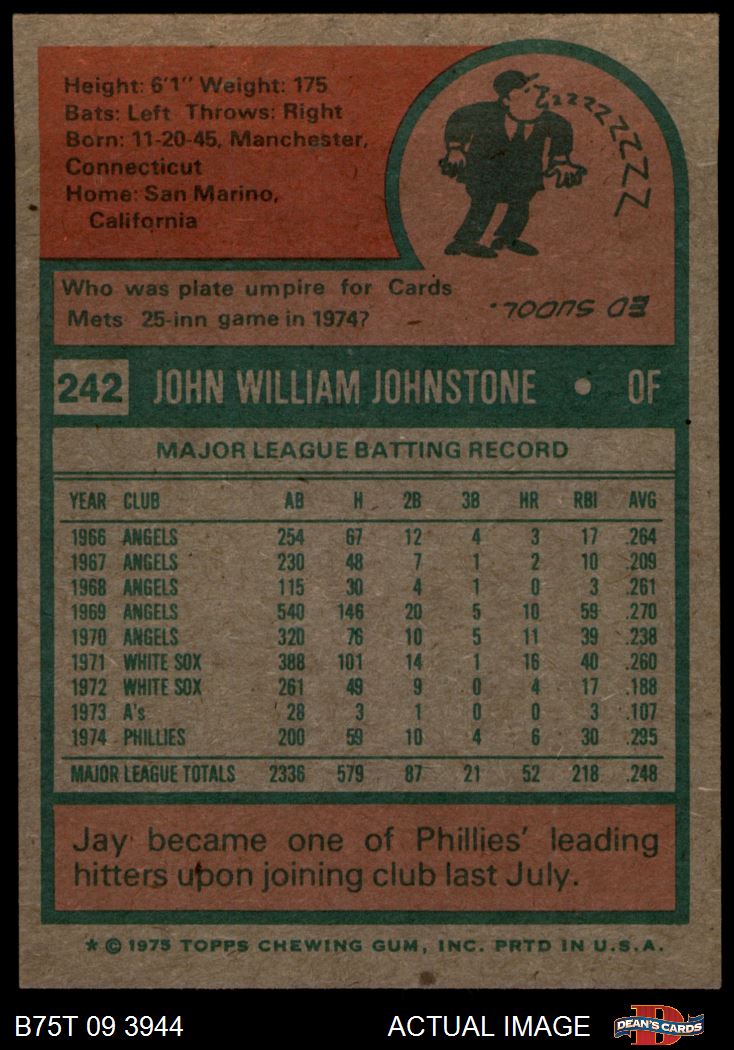 Height: 6'1" Weight: 175
Bats: Left Throws: Right
Born: 11-20-45, Manchester,
Connecticut
Home: San Marino,
California
Zzzzzzzzz
Who was plate umpire for Cards
Mets 25-inn game in 1974?
ED SUDOL.
242 JOHN WILLIAM JOHNSTONE • OF
MAJOR LEAGUE BATTING RECORD
YEAR CLUB AB H 2B 3B HR RBI AVG
1966 ANGELS 254 67 12 4 3 17 .264
1967 ANGELS 230 48 7 1 2 10 .209
1968 ANGELS 115 30 4 1 0 3 .261
1969 ANGELS 540 146 20 5 10 59 .270
1970 ANGELS 320 76 10 5 11 39 .238
1971 WHITE SOX 388 101 14 1 16 40 .260
1972 WHITE SOX 261 49 9 0 4 17 .188
1973 A's 28 3 1 0 0 3 .107
1974 PHILLIES 200 59 10 4 6 30 .295
MAJOR LEAGUE TOTALS 2336 579 87 21 52 218 .248
Jay became one of Phillies' leading
hitters upon joining club last July.
* © 1975 TOPPS CHEWING GUM, INC. PRTD IN U.S.A.
B75T 09 3944 ACTUAL IMAGE D DEAN'S CARDS